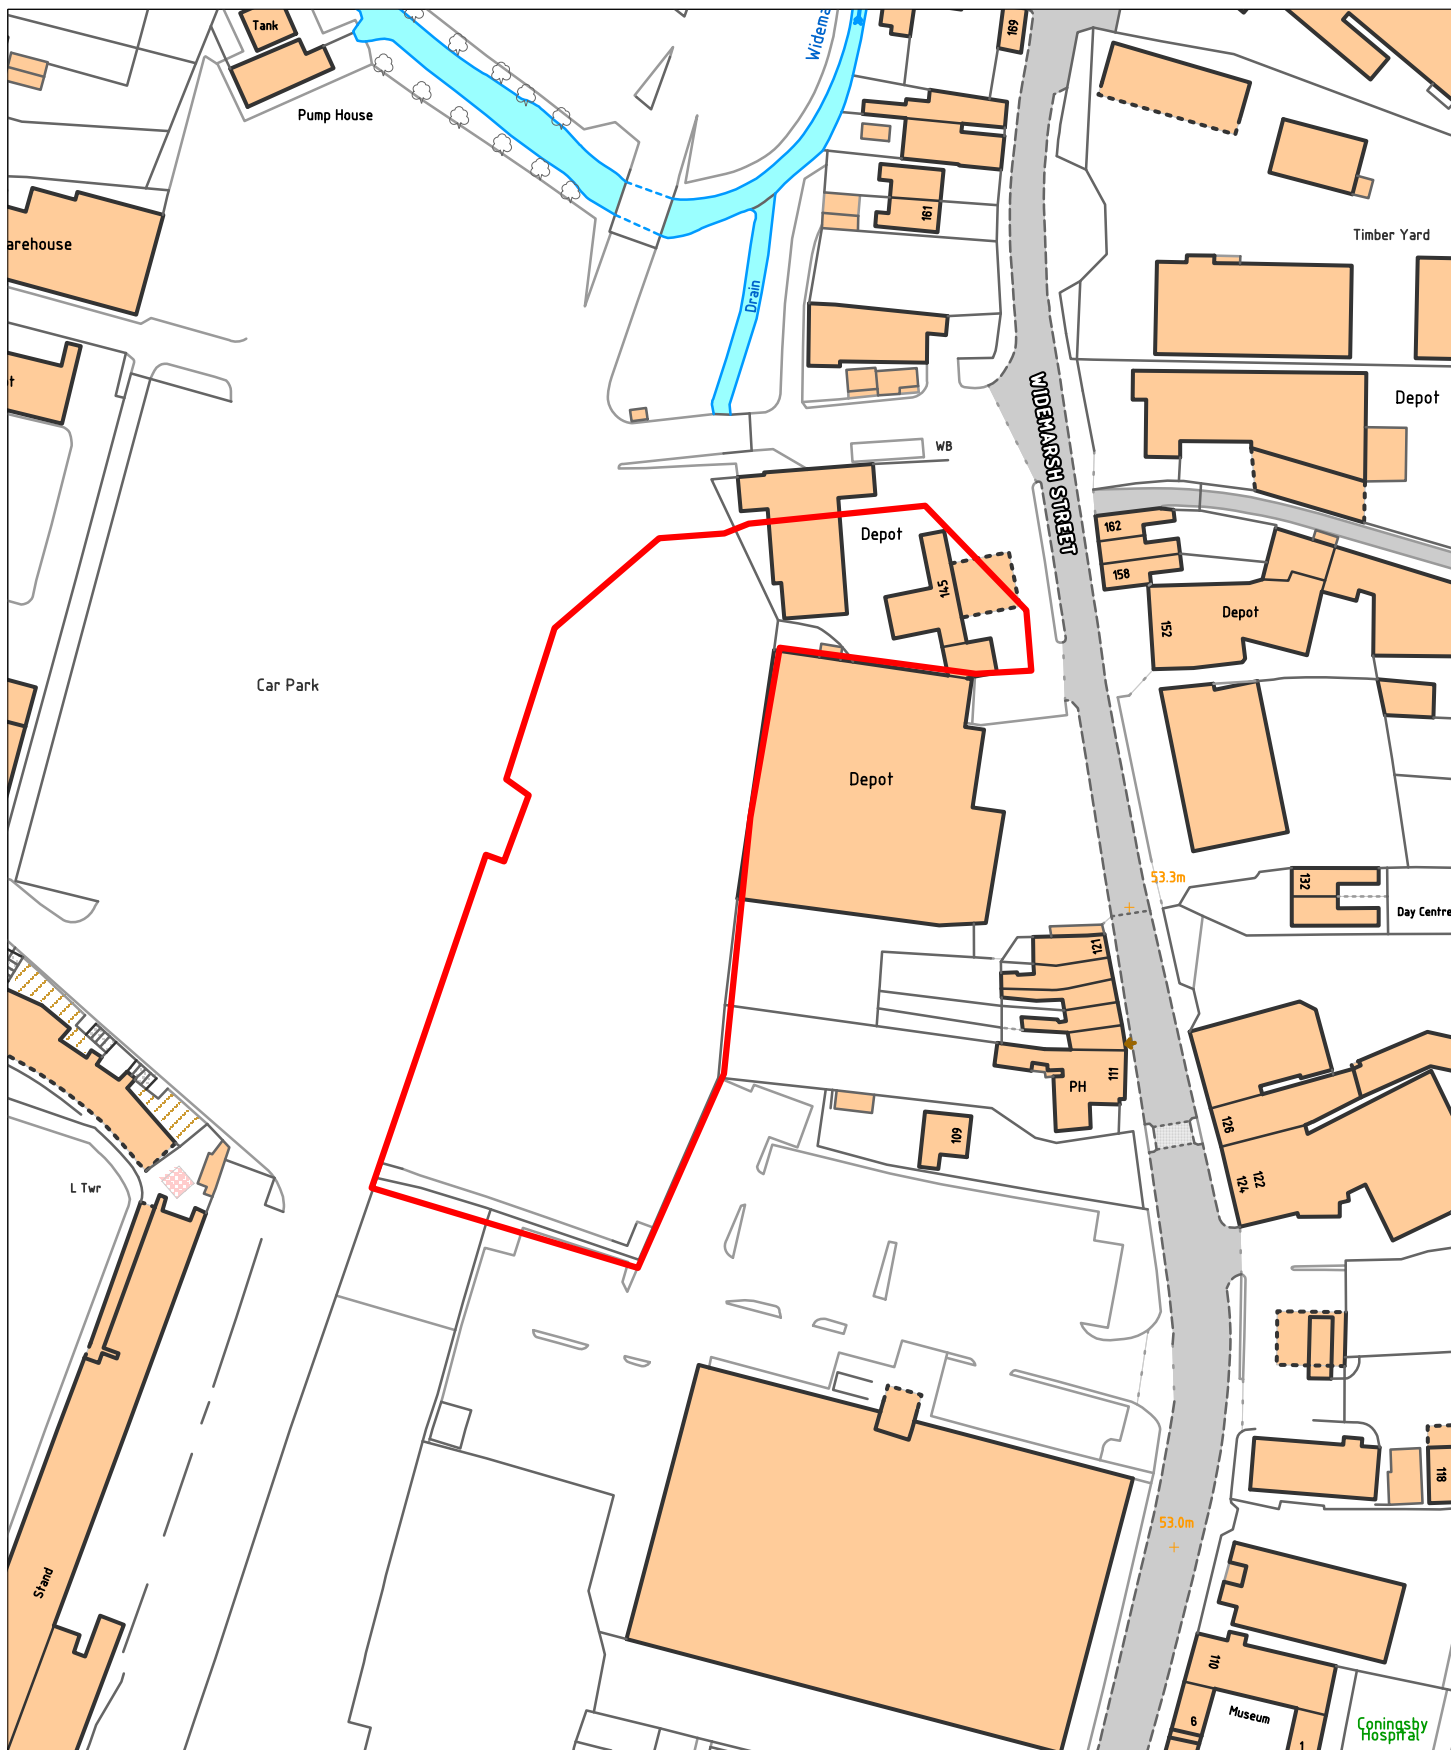 Tank
Widema
169
Pump House
161
arehouse
Timber Yard
Drain
t
WIDEMARSH STREET
Depot
WB
162
Depot
158
145
Depot
152
Car Park
Depot
53.3m
132
Day Centre
121
PH
111
126
109
L Twr
122
124
118
53.0m
Stand
110
6
Museum
1
Coningsby
Hospital